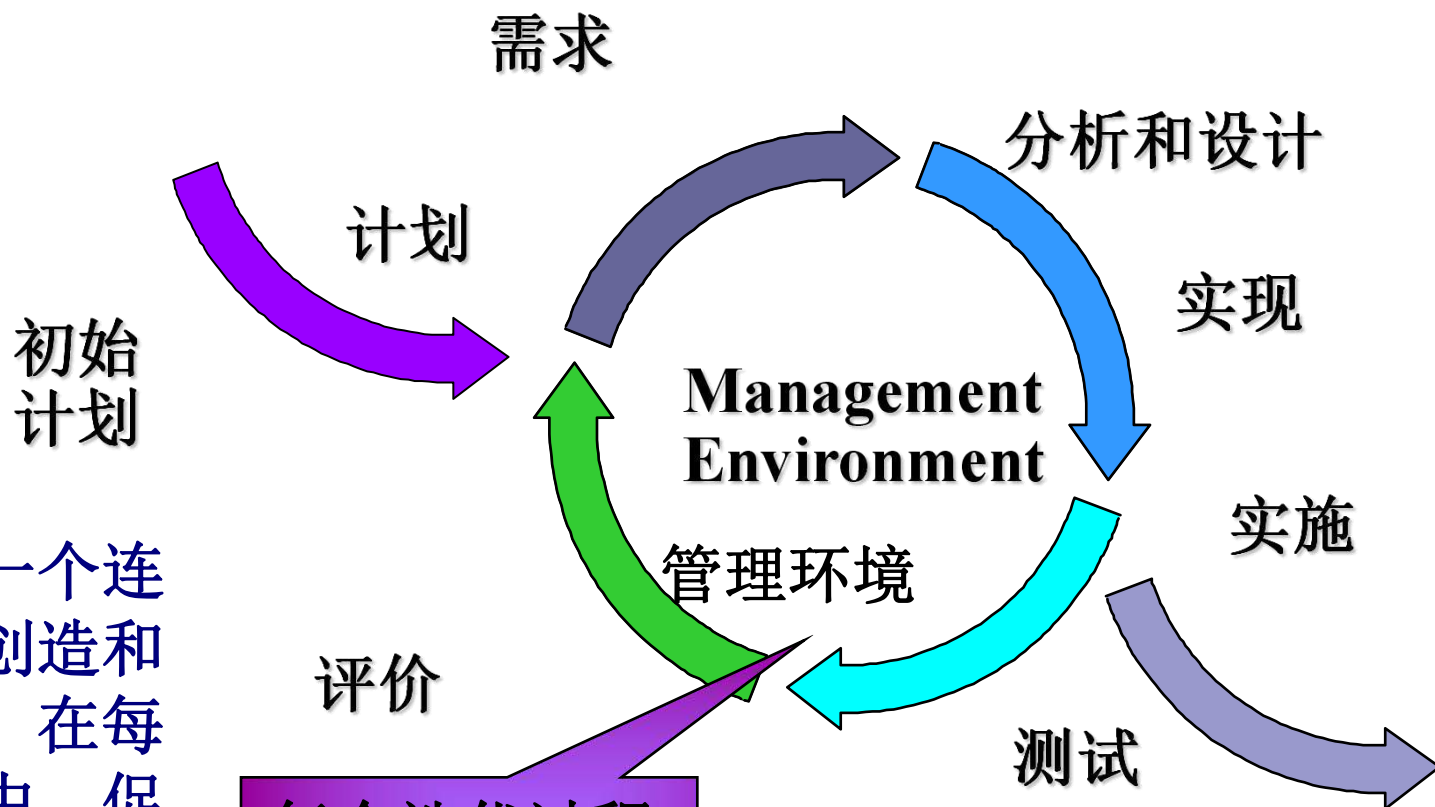 需求
分析和设计
计划
实现
初始
计划
Management
Environment
管理环境
实施
一个连
创造和
在每
评价
测试